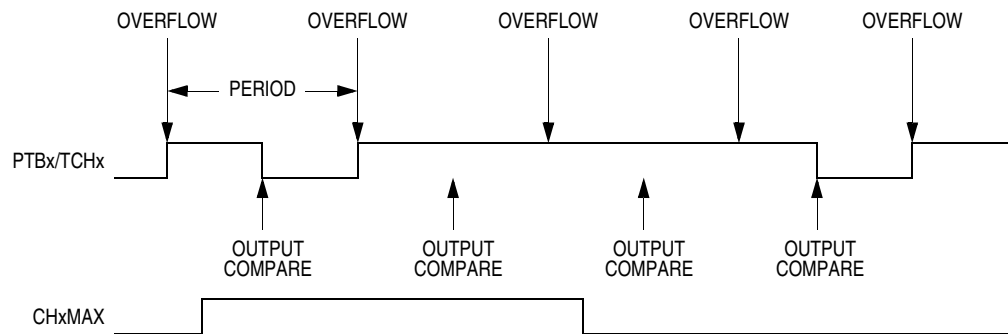 OVERFLOW OVERFLOW OVERFLOW OVERFLOW OVERFLOW
PERIOD
PTBx/TCHx
OUTPUT COMPARE
OUTPUT COMPARE
OUTPUT COMPARE
OUTPUT COMPARE
CHxMAX